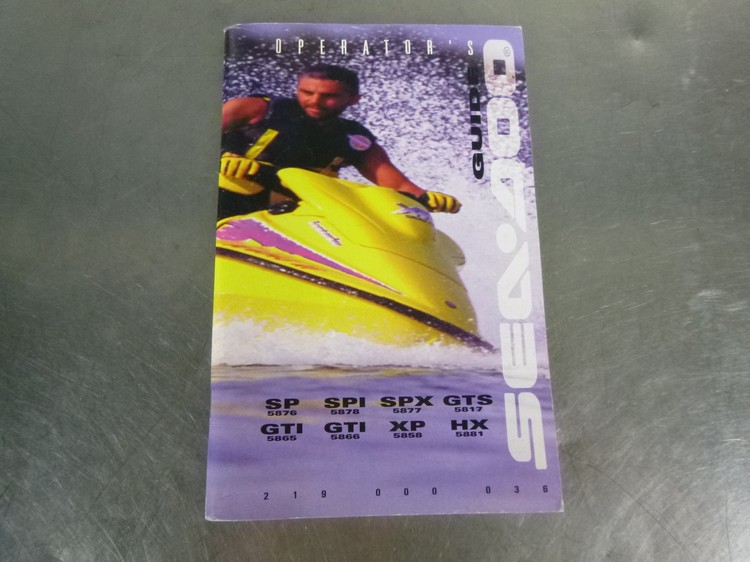 OPERATOR'S
GUIDE
SEA-DOO®
SP SPI SPX GTS
5876 5878 5877 5817
GTI GTI XP HX
5865 5866 5858 5881
219 000 036